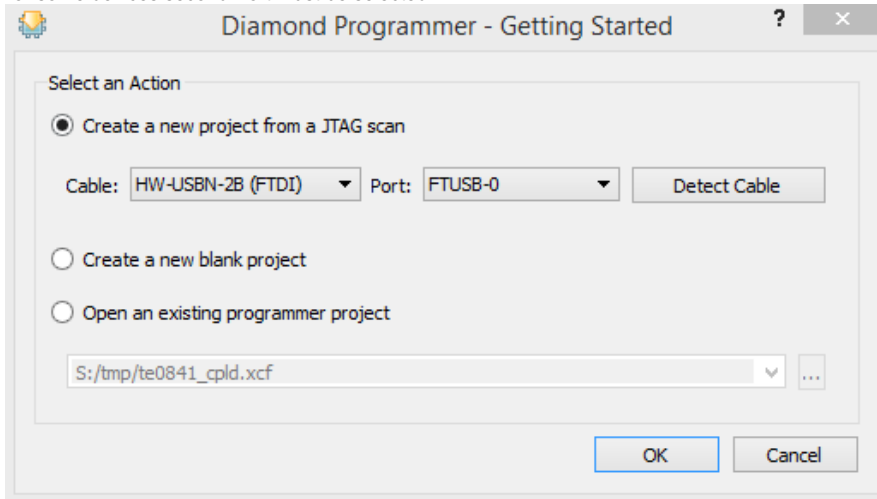 Diamond Programmer - Getting Started
?
×
Select an Action
Create a new project from a JTAG scan
Cable: HW-USBN-2B (FTDI) Port: FTUSB-0 Detect Cable
Create a new blank project
Open an existing programmer project
S:/tmp/te0841_cpld.xcf ...
OK Cancel